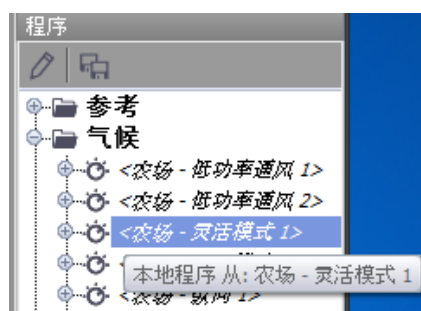 程序
参考
气候
<农场 - 低功率通风 1>
<农场 - 低功率通风 2>
<农场 - 灵活模式 1>
本地程序 从: 农场 - 灵活模式 1